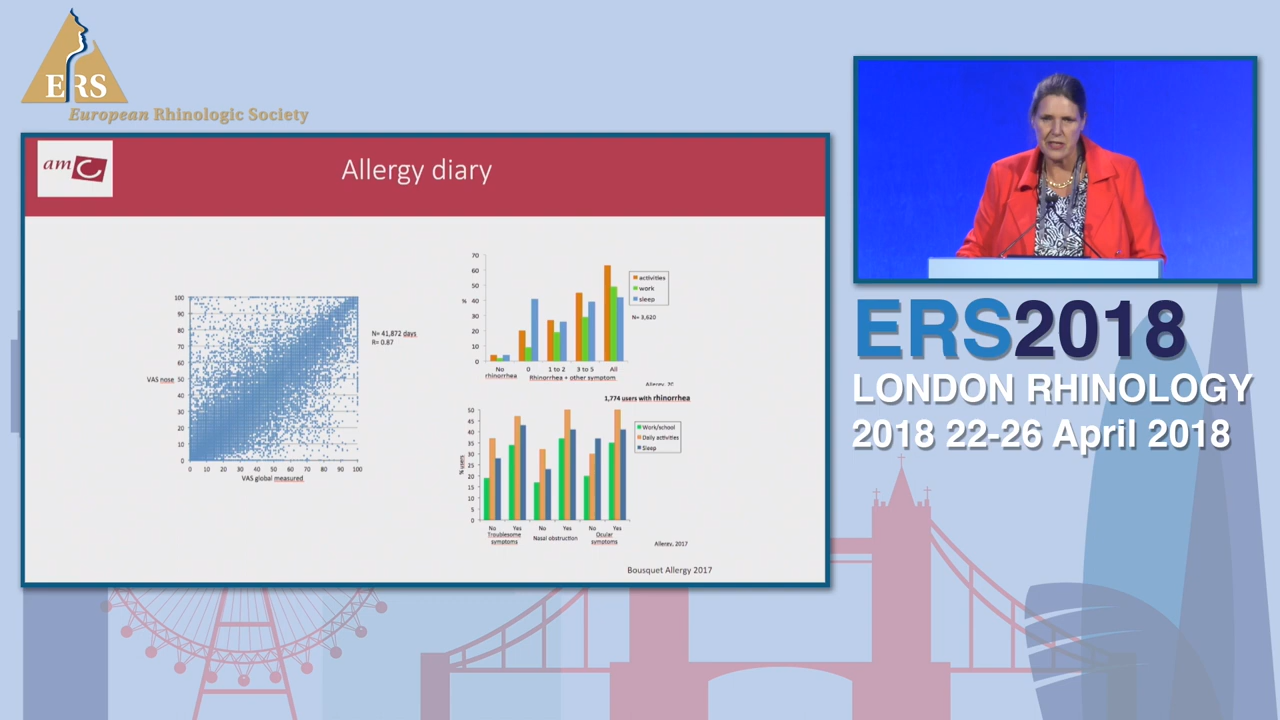 ERS
European Rhinologic Society
amC
Allergy diary
100
90
80
70
60
VAS nose 50
40
30
20
10
0
0 10 20 30 40 50 60 70 80 90 100
VAS global measured
N= 41,872 days
R= 0.87
70
60
50
%
40
30
20
10
0
No rhinorrhea
0 1 to 2 3 to 5 All
Rhinorrhea + other symptom
activities
work
sleep
N= 3,620
1,774 users with rhinorrhea
50
45
40
35
30
% users
25
20
15
10
5
0
No Yes No Yes No Yes
Troublesome symptoms
Nasal obstruction
Ocular symptoms
Work/school
Daily activities
Sleep
Allergy, 2017
Bousquet Allergy 2017
ERS2018
LONDON RHINOLOGY
2018 22-26 April 2018